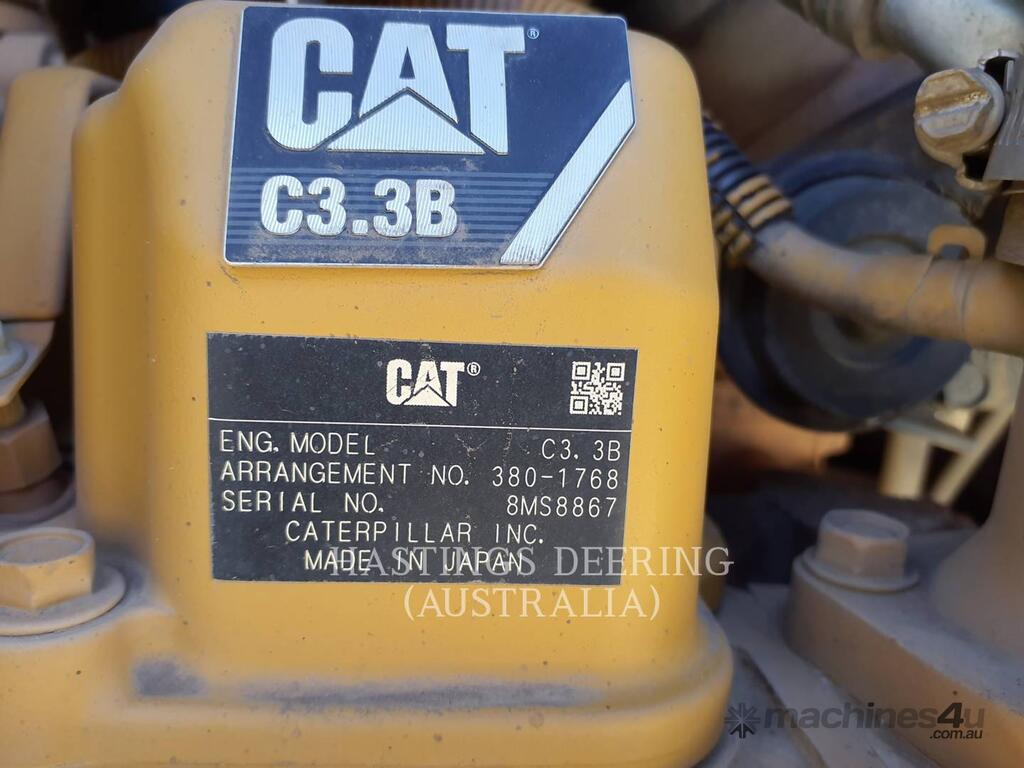 CAT®
C3.3B
CAT®
ENG. MODEL C3.3B
ARRANGEMENT NO. 380-1768
SERIAL NO. 8MS8867
CATERPILLAR INC.
MADE IN JAPAN
HASTINGS DEERING
(AUSTRALIA)
machines4u
.com.au